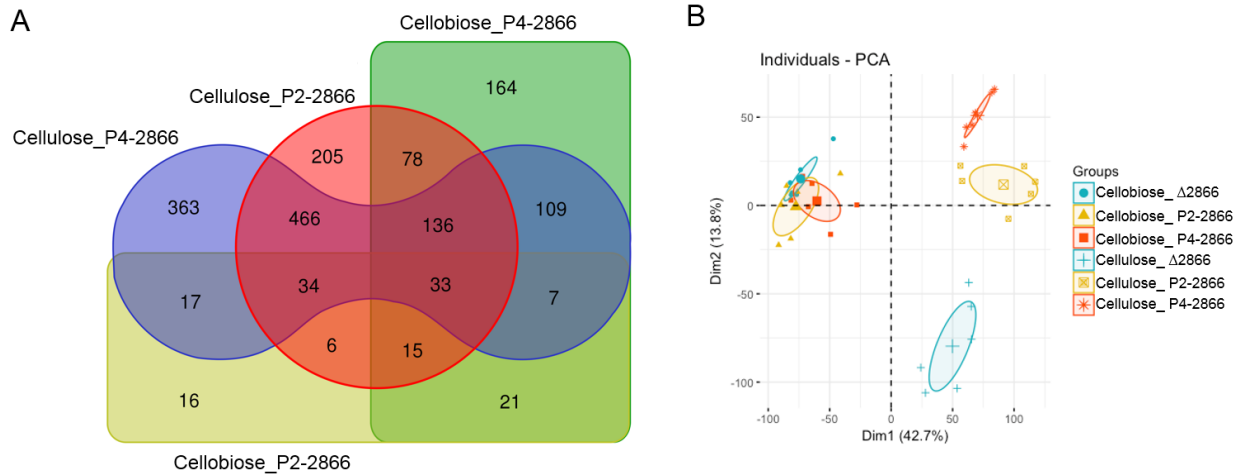 A
Cellobiose_P4-2866
Cellulose_P2-2866
Cellulose_P4-2866
164
205
78
363
466
136
109
17
34
33
7
6
15
16
21
Cellobiose_P2-2866
B
Individuals - PCA
50
0
-50
-100
Dim2 (13.8%)
-100
-50
0
50
100
Dim1 (42.7%)
Groups
Cellobiose_ Δ2866
Cellobiose_ P2-2866
Cellobiose_ P4-2866
Cellulose_ Δ2866
Cellulose_ P2-2866
Cellulose_ P4-2866